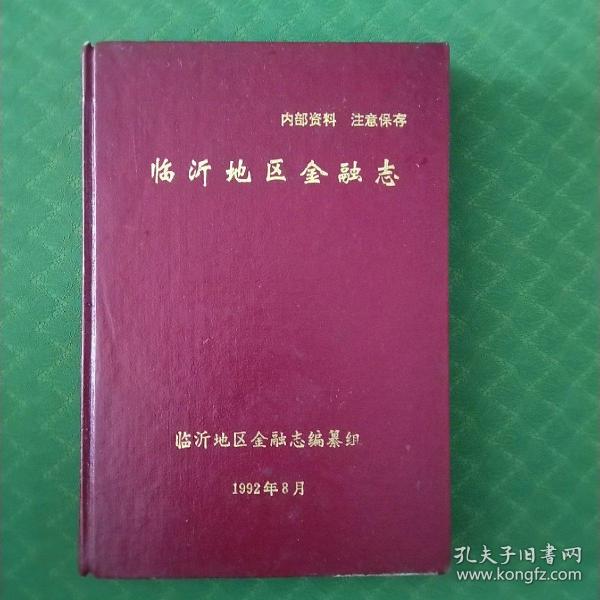 内部资料 注意保存
临沂地区金融志
临沂地区金融志编纂组
1992年8月
孔夫子旧書网
www.kongfz.com